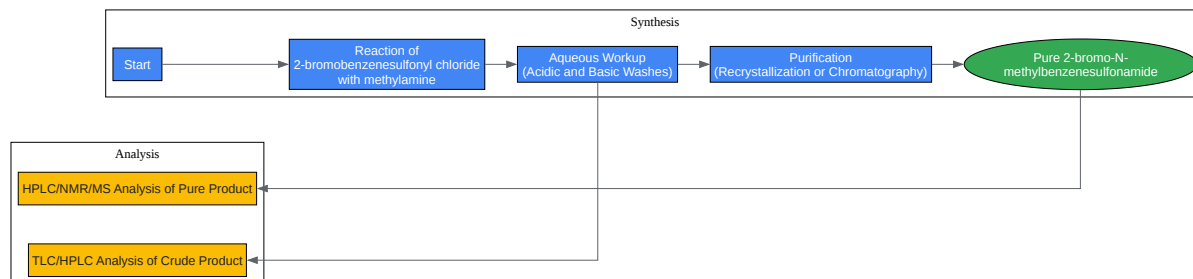 Synthesis
Start
Reaction of
2-bromobenzenesulfonyl chloride
with methylamine
Aqueous Workup
(Acidic and Basic Washes)
Purification
(Recrystallization or Chromatography)
Pure 2-bromo-N-
methylbenzenesulfonamide
Analysis
HPLC/NMR/MS Analysis of Pure Product
TLC/HPLC Analysis of Crude Product